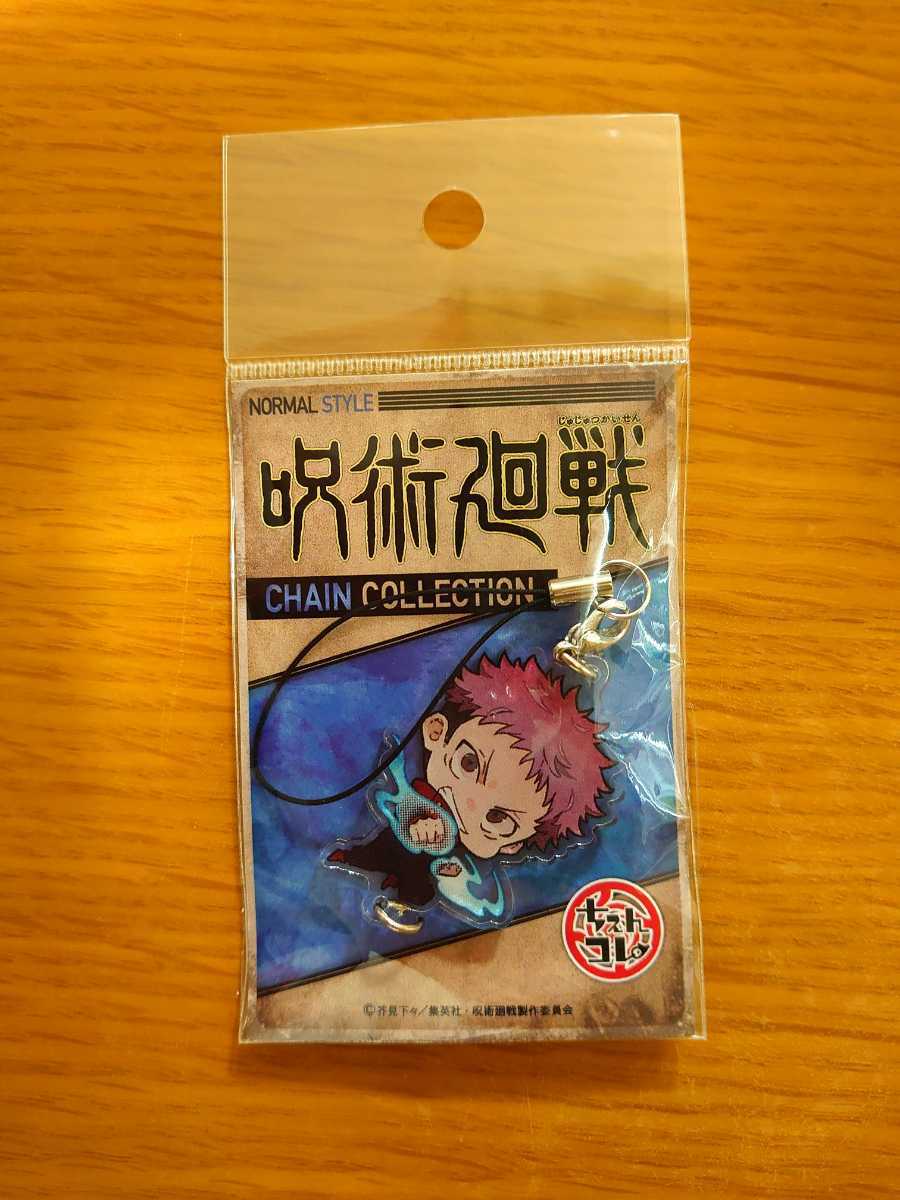 NORMAL STYLE
じゅじゅつかいせん
呪術廻戦
CHAIN COLLECTION
ちぇん
コレ。
©芥見下々／集英社・呪術廻戦製作委員会